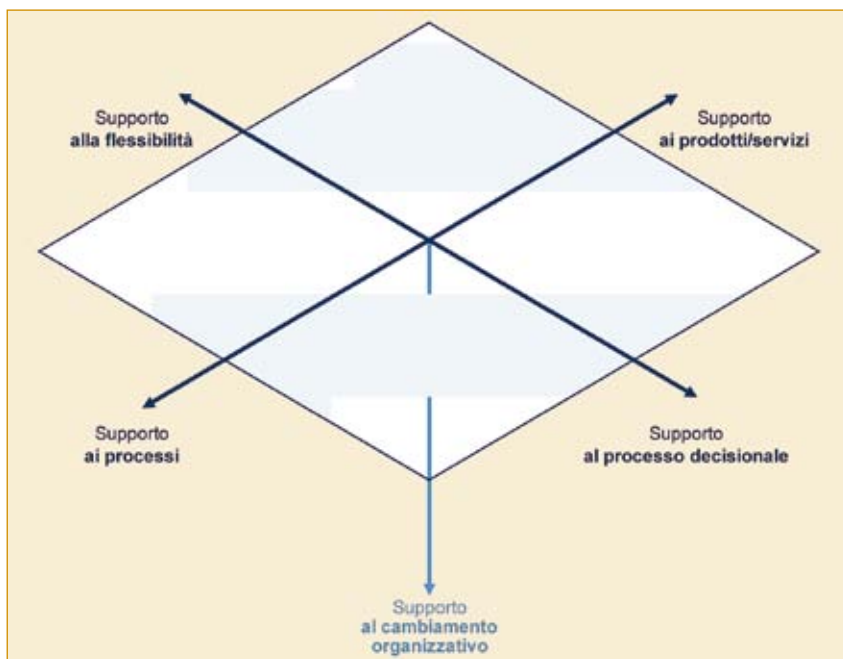 Supporto
alla flessibilità
Supporto
ai prodotti/servizi
Supporto
ai processi
Supporto
al processo decisionale
Supporto
al cambiamento
organizzativo